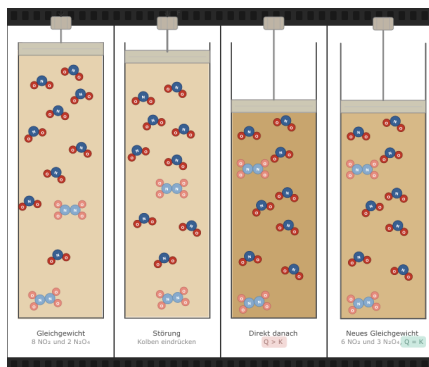 Gleichgewicht
8 NO₂ und 2 N₂O₄
Störung
Kolben eindrücken
Direkt danach
Q > K
Neues Gleichgewicht
6 NO₂ und 3 N₂O₄, Q = K